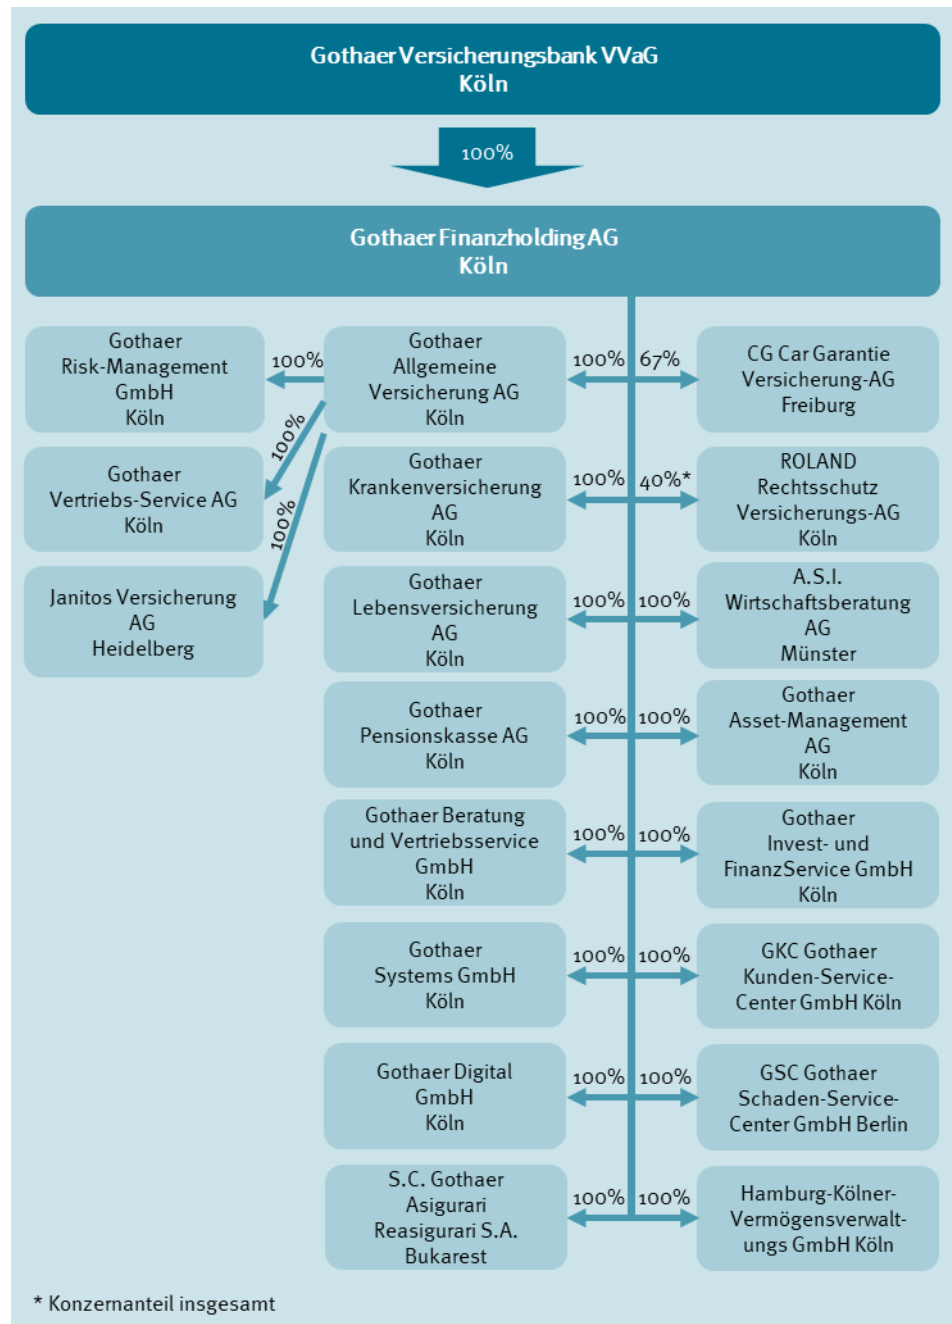 Gothaer Versicherungsbank VVaG
Köln
100%
Gothaer Finanzholding AG
Köln
Gothaer
Risk-Management
GmbH
Köln
100%
Gothaer
Allgemeine
Versicherung AG
Köln
100%
67%
CG Car Garantie
Versicherung-AG
Freiburg
100%
Gothaer
Vertriebs-Service AG
Köln
Gothaer
Krankenversicherung
AG
Köln
100%
40%*
ROLAND
Rechtsschutz
Versicherungs-AG
Köln
100%
Janitos Versicherung
AG
Heidelberg
Gothaer
Lebensversicherung
AG
Köln
100%
100%
A.S.I.
Wirtschaftsberatung
AG
Münster
Gothaer
Pensionskasse AG
Köln
100%
100%
Gothaer
Asset-Management
AG
Köln
Gothaer Beratung
und Vertriebsservice
GmbH
Köln
100%
100%
Gothaer
Invest- und
FinanzService GmbH
Köln
Gothaer
Systems GmbH
Köln
100%
100%
GKC Gothaer
Kunden-Service-
Center GmbH Köln
Gothaer Digital
GmbH
Köln
100%
100%
GSC Gothaer
Schaden-Service-
Center GmbH Berlin
S.C. Gothaer
Asigurari
Reasigurari S.A.
Bukarest
100%
100%
Hamburg-Kölner-
Vermögensverwalt-
ungs GmbH Köln
* Konzernanteil insgesamt